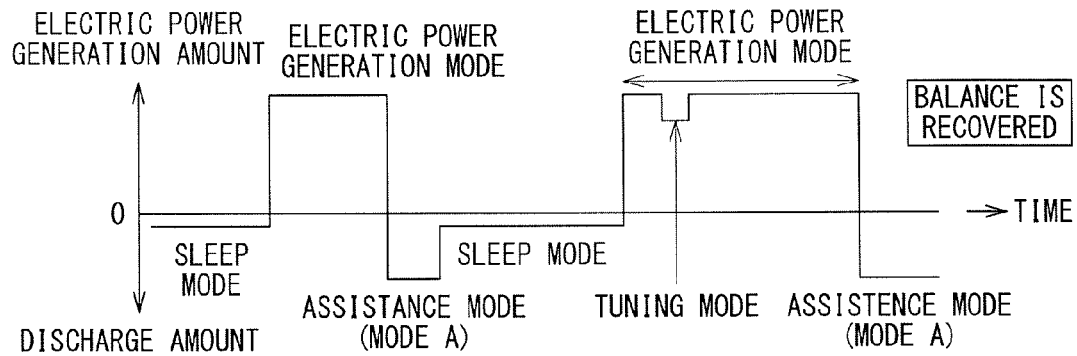 ELECTRIC POWER
GENERATION AMOUNT
ELECTRIC POWER
GENERATION MODE
ELECTRIC POWER
GENERATION MODE
BALANCE IS
RECOVERED
0
TIME
SLEEP
MODE
SLEEP MODE
DISCHARGE AMOUNT
ASSISTANCE MODE
(MODE A)
TUNING MODE
ASSISTENCE MODE
(MODE A)